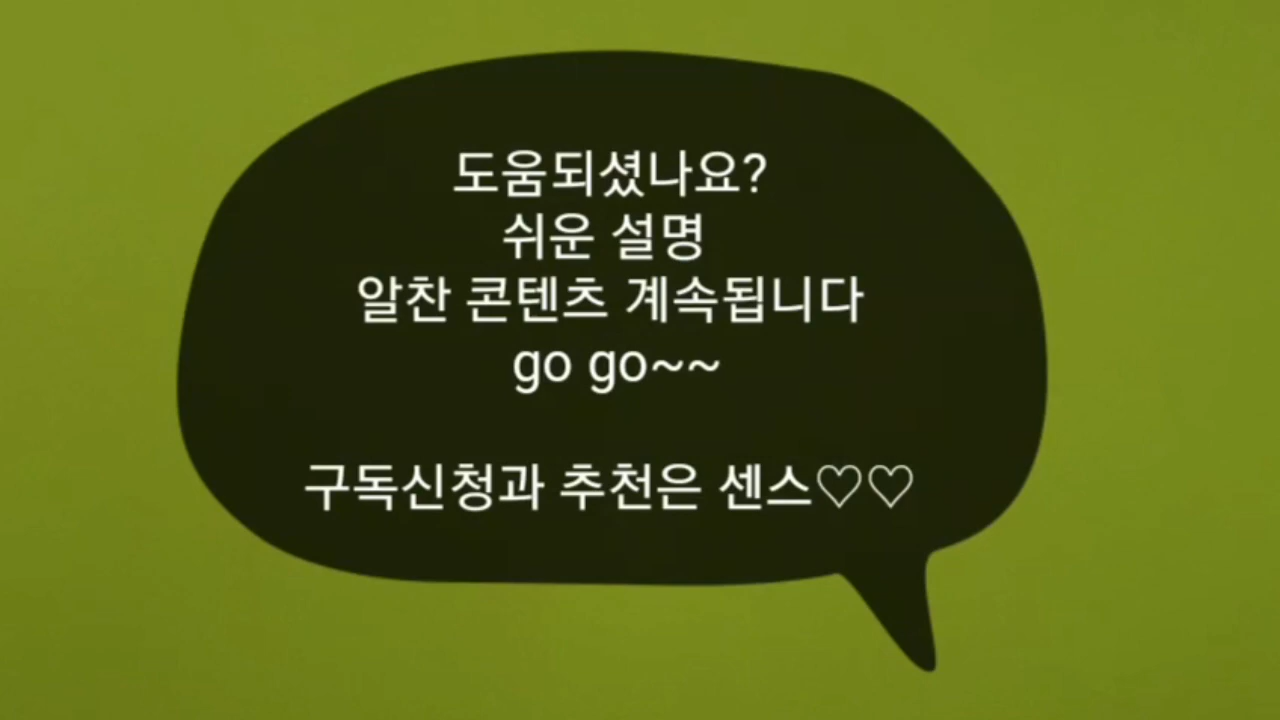 도움되셨나요?
쉬운 설명
알찬 콘텐츠 계속됩니다
go go~~
구독신청과 추천은 센스♡♡